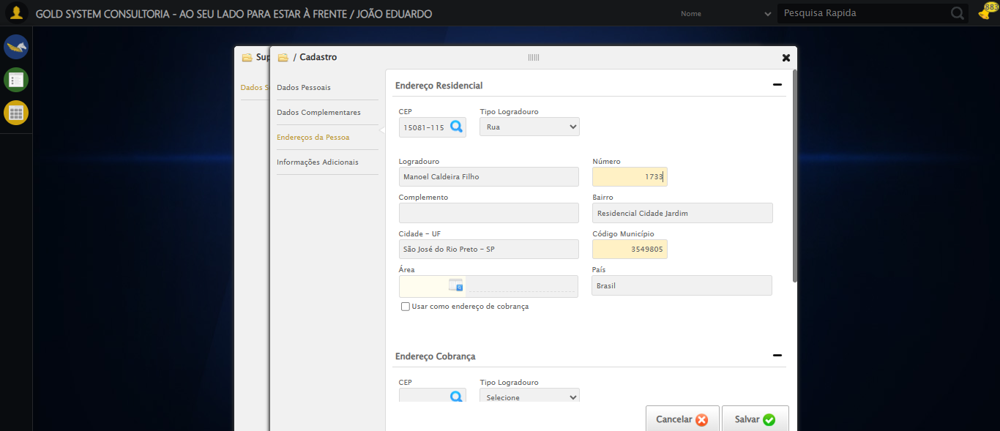 GOLD SYSTEM CONSULTORIA - AO SEU LADO PARA ESTAR À FRENTE / JOÃO EDUARDO
Nome
Pesquisa Rapida
883
Sup
/ Cadastro
Dados S
Dados Pessoais
Dados Complementares
Endereços da Pessoa
Informações Adicionais
Endereço Residencial
CEP
Tipo Logradouro
15081-115
Rua
Logradouro
Número
Manoel Caldeira Filho
1733
Complemento
Bairro
Residencial Cidade Jardim
Cidade - UF
Código Município
São José do Rio Preto - SP
3549805
Área
País
Brasil
Usar como endereço de cobrança
Endereço Cobrança
CEP
Tipo Logradouro
Selecione
Cancelar
Salvar